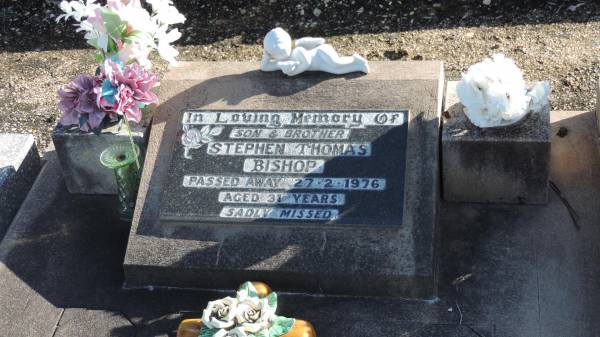 In Loving Memory Of
SON & BROTHER
STEPHEN THOMAS
BISHOP
PASSED AWAY 27-2-1976
AGED 31 YEARS
SADLY MISSED